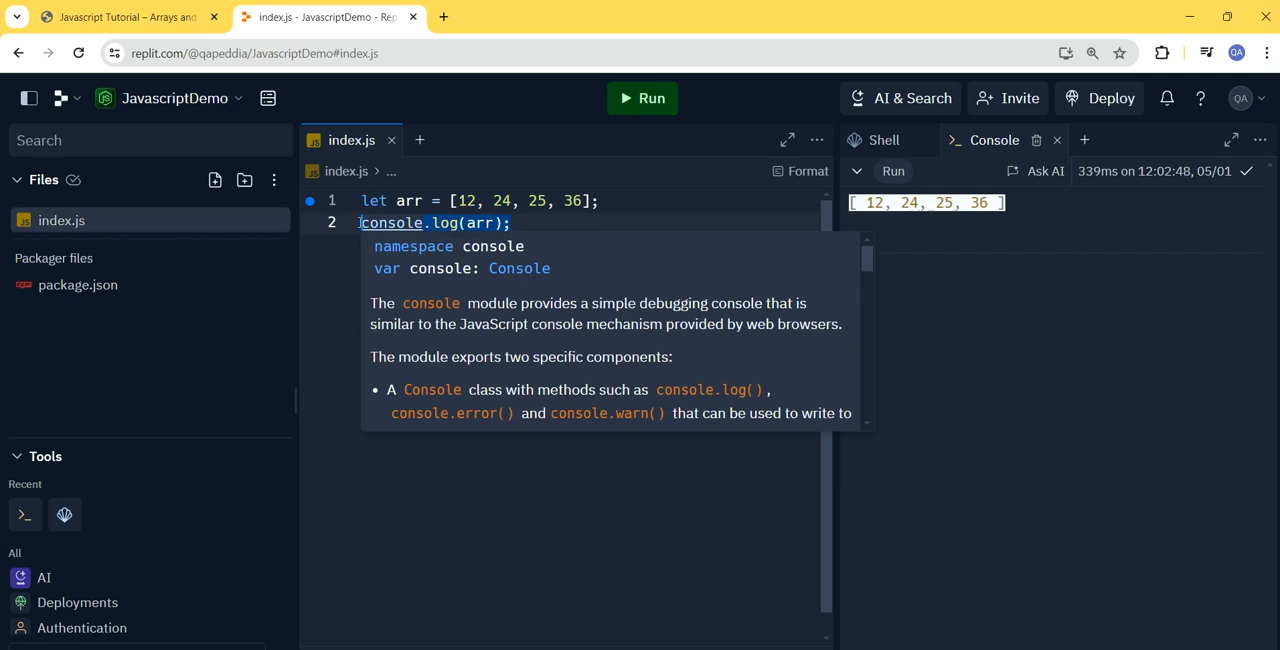 Javascript Tutorial – Arrays and
index.js - JavascriptDemo - Rep
replit.com/@qapeddia/JavascriptDemo#index.js
QA
JavascriptDemo
Run
AI & Search
Invite
Deploy
?
QA
Search
Files
index.js
Packager files
package.json
Tools
Recent
All
AI
Deployments
Authentication
index.js
index.js > ...
Format
1 let arr = [12, 24, 25, 36];
2 console.log(arr);
namespace console
var console: Console
The console module provides a simple debugging console that is
similar to the JavaScript console mechanism provided by web browsers.
The module exports two specific components:
• A Console class with methods such as console.log(),
console.error() and console.warn() that can be used to write to
Shell
Console
Run
Ask AI
339ms on 12:02:48, 05/01
[ 12, 24, 25, 36 ]